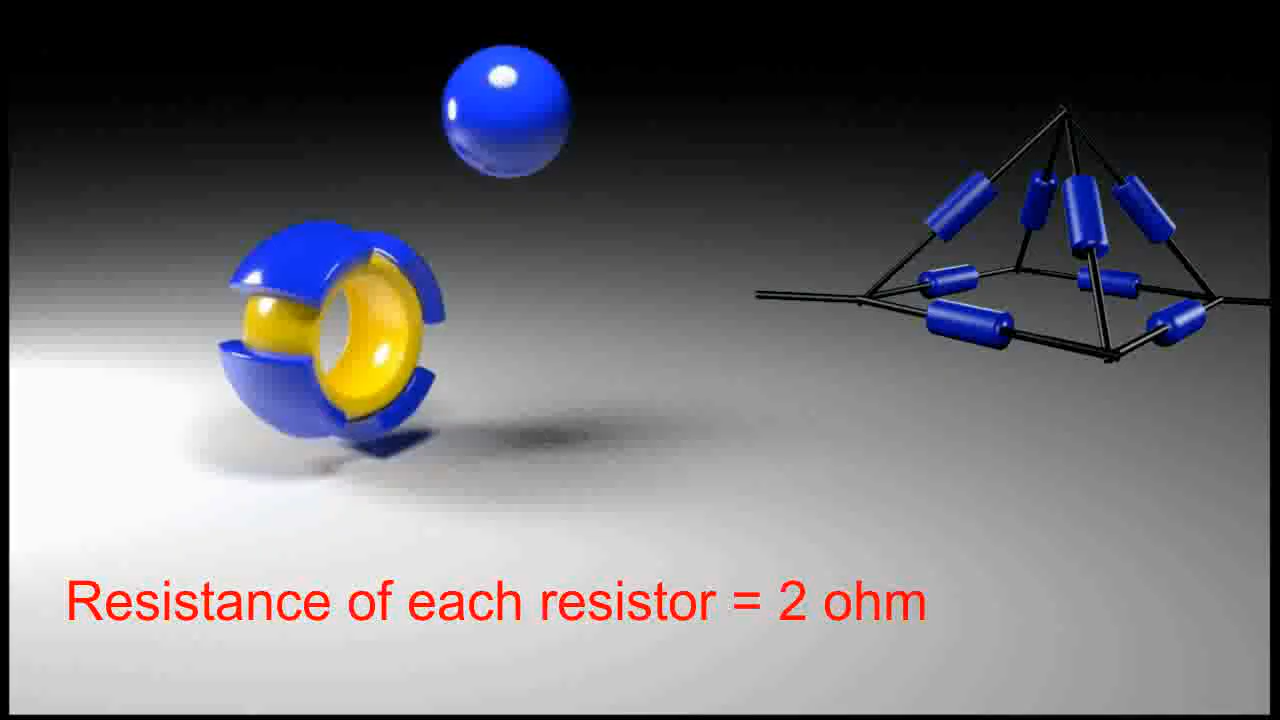 Resistance of each resistor = 2 ohm